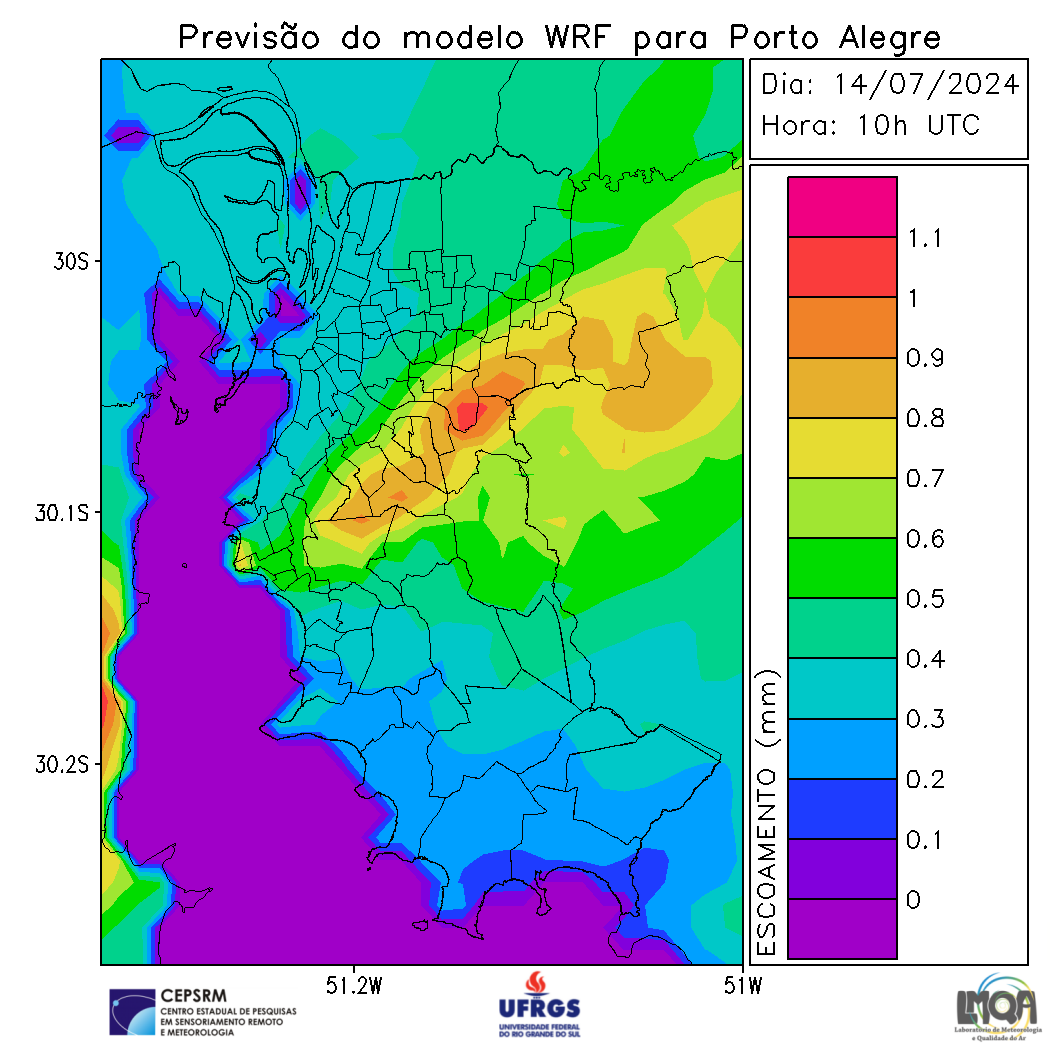 Previsão do modelo WRF para Porto Alegre
Dia: 14/07/2024
Hora: 10h UTC
30S
30.1S
30.2S
51.2W
51W
ESCOAMENTO (mm)
1.1
1
0.9
0.8
0.7
0.6
0.5
0.4
0.3
0.2
0.1
0
CEPSRM
CENTRO ESTADUAL DE PESQUISAS
EM SENSORIAMENTO REMOTO
E METEOROLOGIA
UFRGS
UNIVERSIDADE FEDERAL
DO RIO GRANDE DO SUL
LMQA
Laboratório de Meteorologia
e Qualidade do Ar